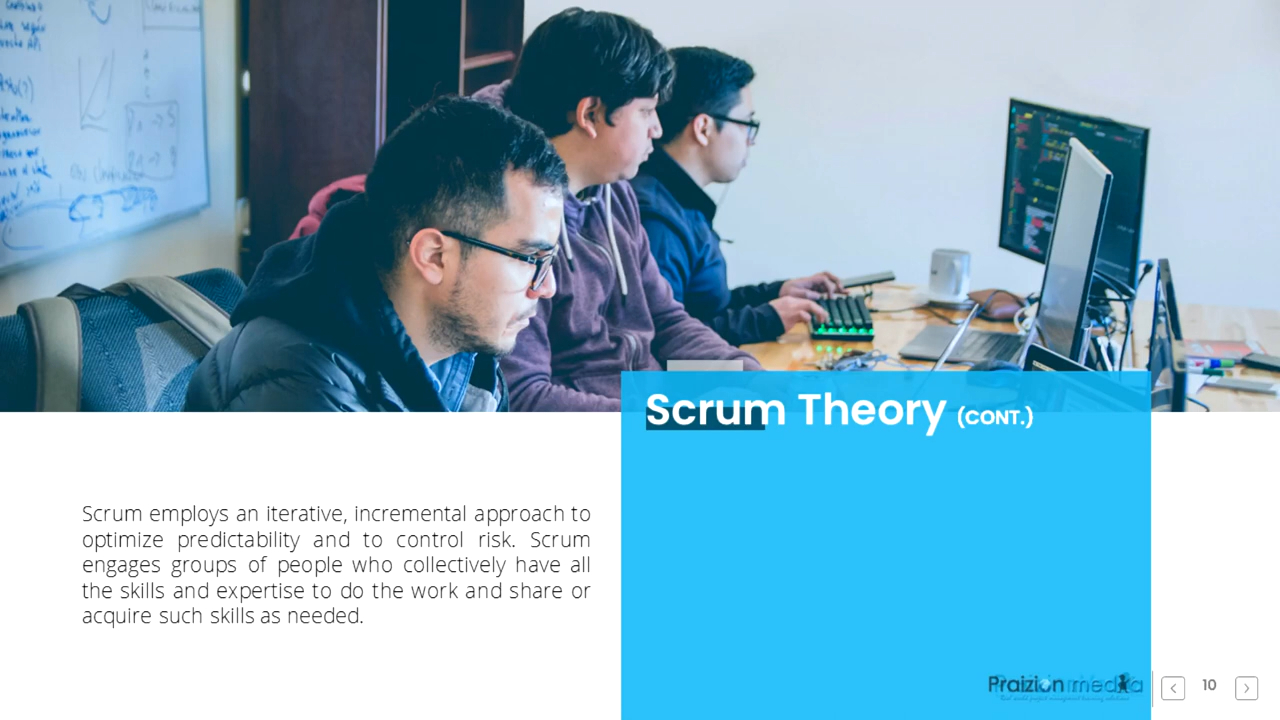 Scrum Theory (CONT.)
Scrum employs an iterative, incremental approach to
optimize predictability and to control risk. Scrum
engages groups of people who collectively have all
the skills and expertise to do the work and share or
acquire such skills as needed.
Praizion media
10